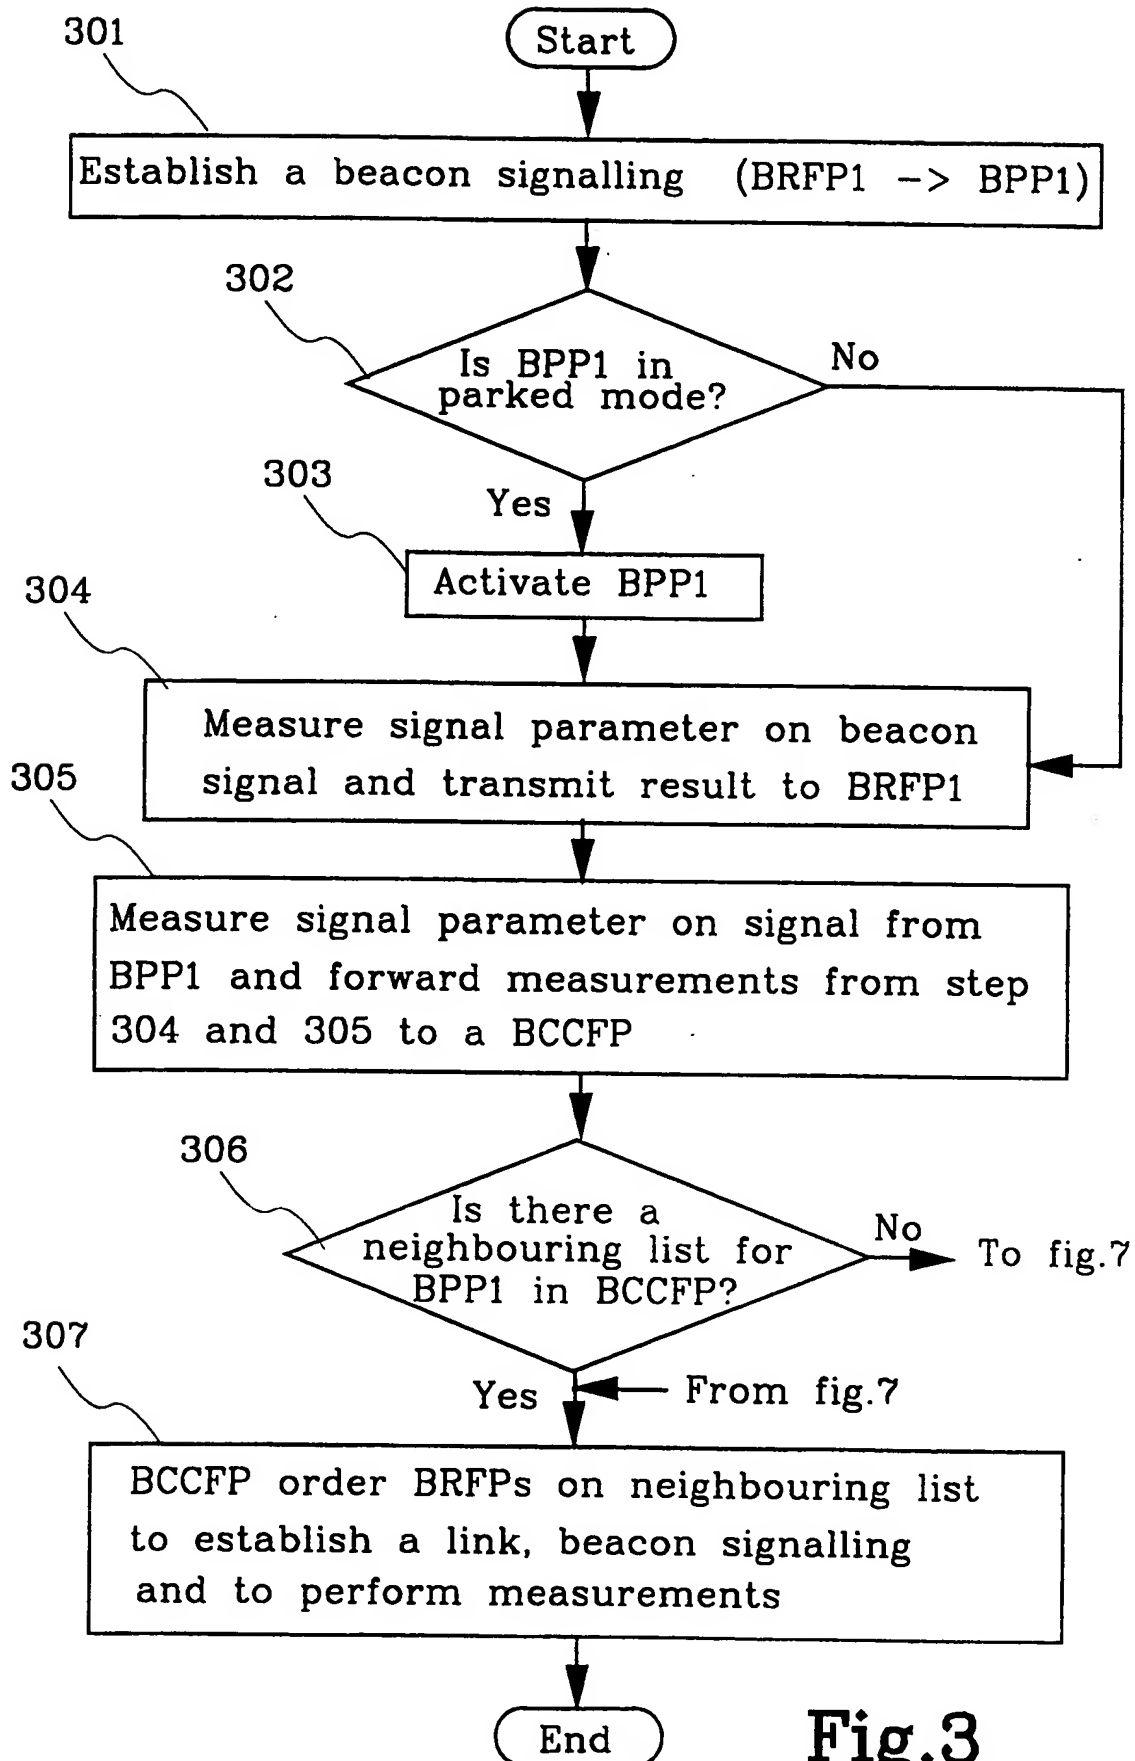 301
Start
Establish a beacon signalling (BRFP1 -> BPP1)
302
Is BPP1 in
parked mode?
No
303
Yes
Activate BPP1
304
Measure signal parameter on beacon
signal and transmit result to BRFP1
305
Measure signal parameter on signal from
BPP1 and forward measurements from step
304 and 305 to a BCCFP
306
Is there a
neighbouring list for
BPP1 in BCCFP?
No
To fig.7
307
Yes
From fig.7
BCCFP order BRFPs on neighbouring list
to establish a link, beacon signalling
and to perform measurements
End
Fig.3